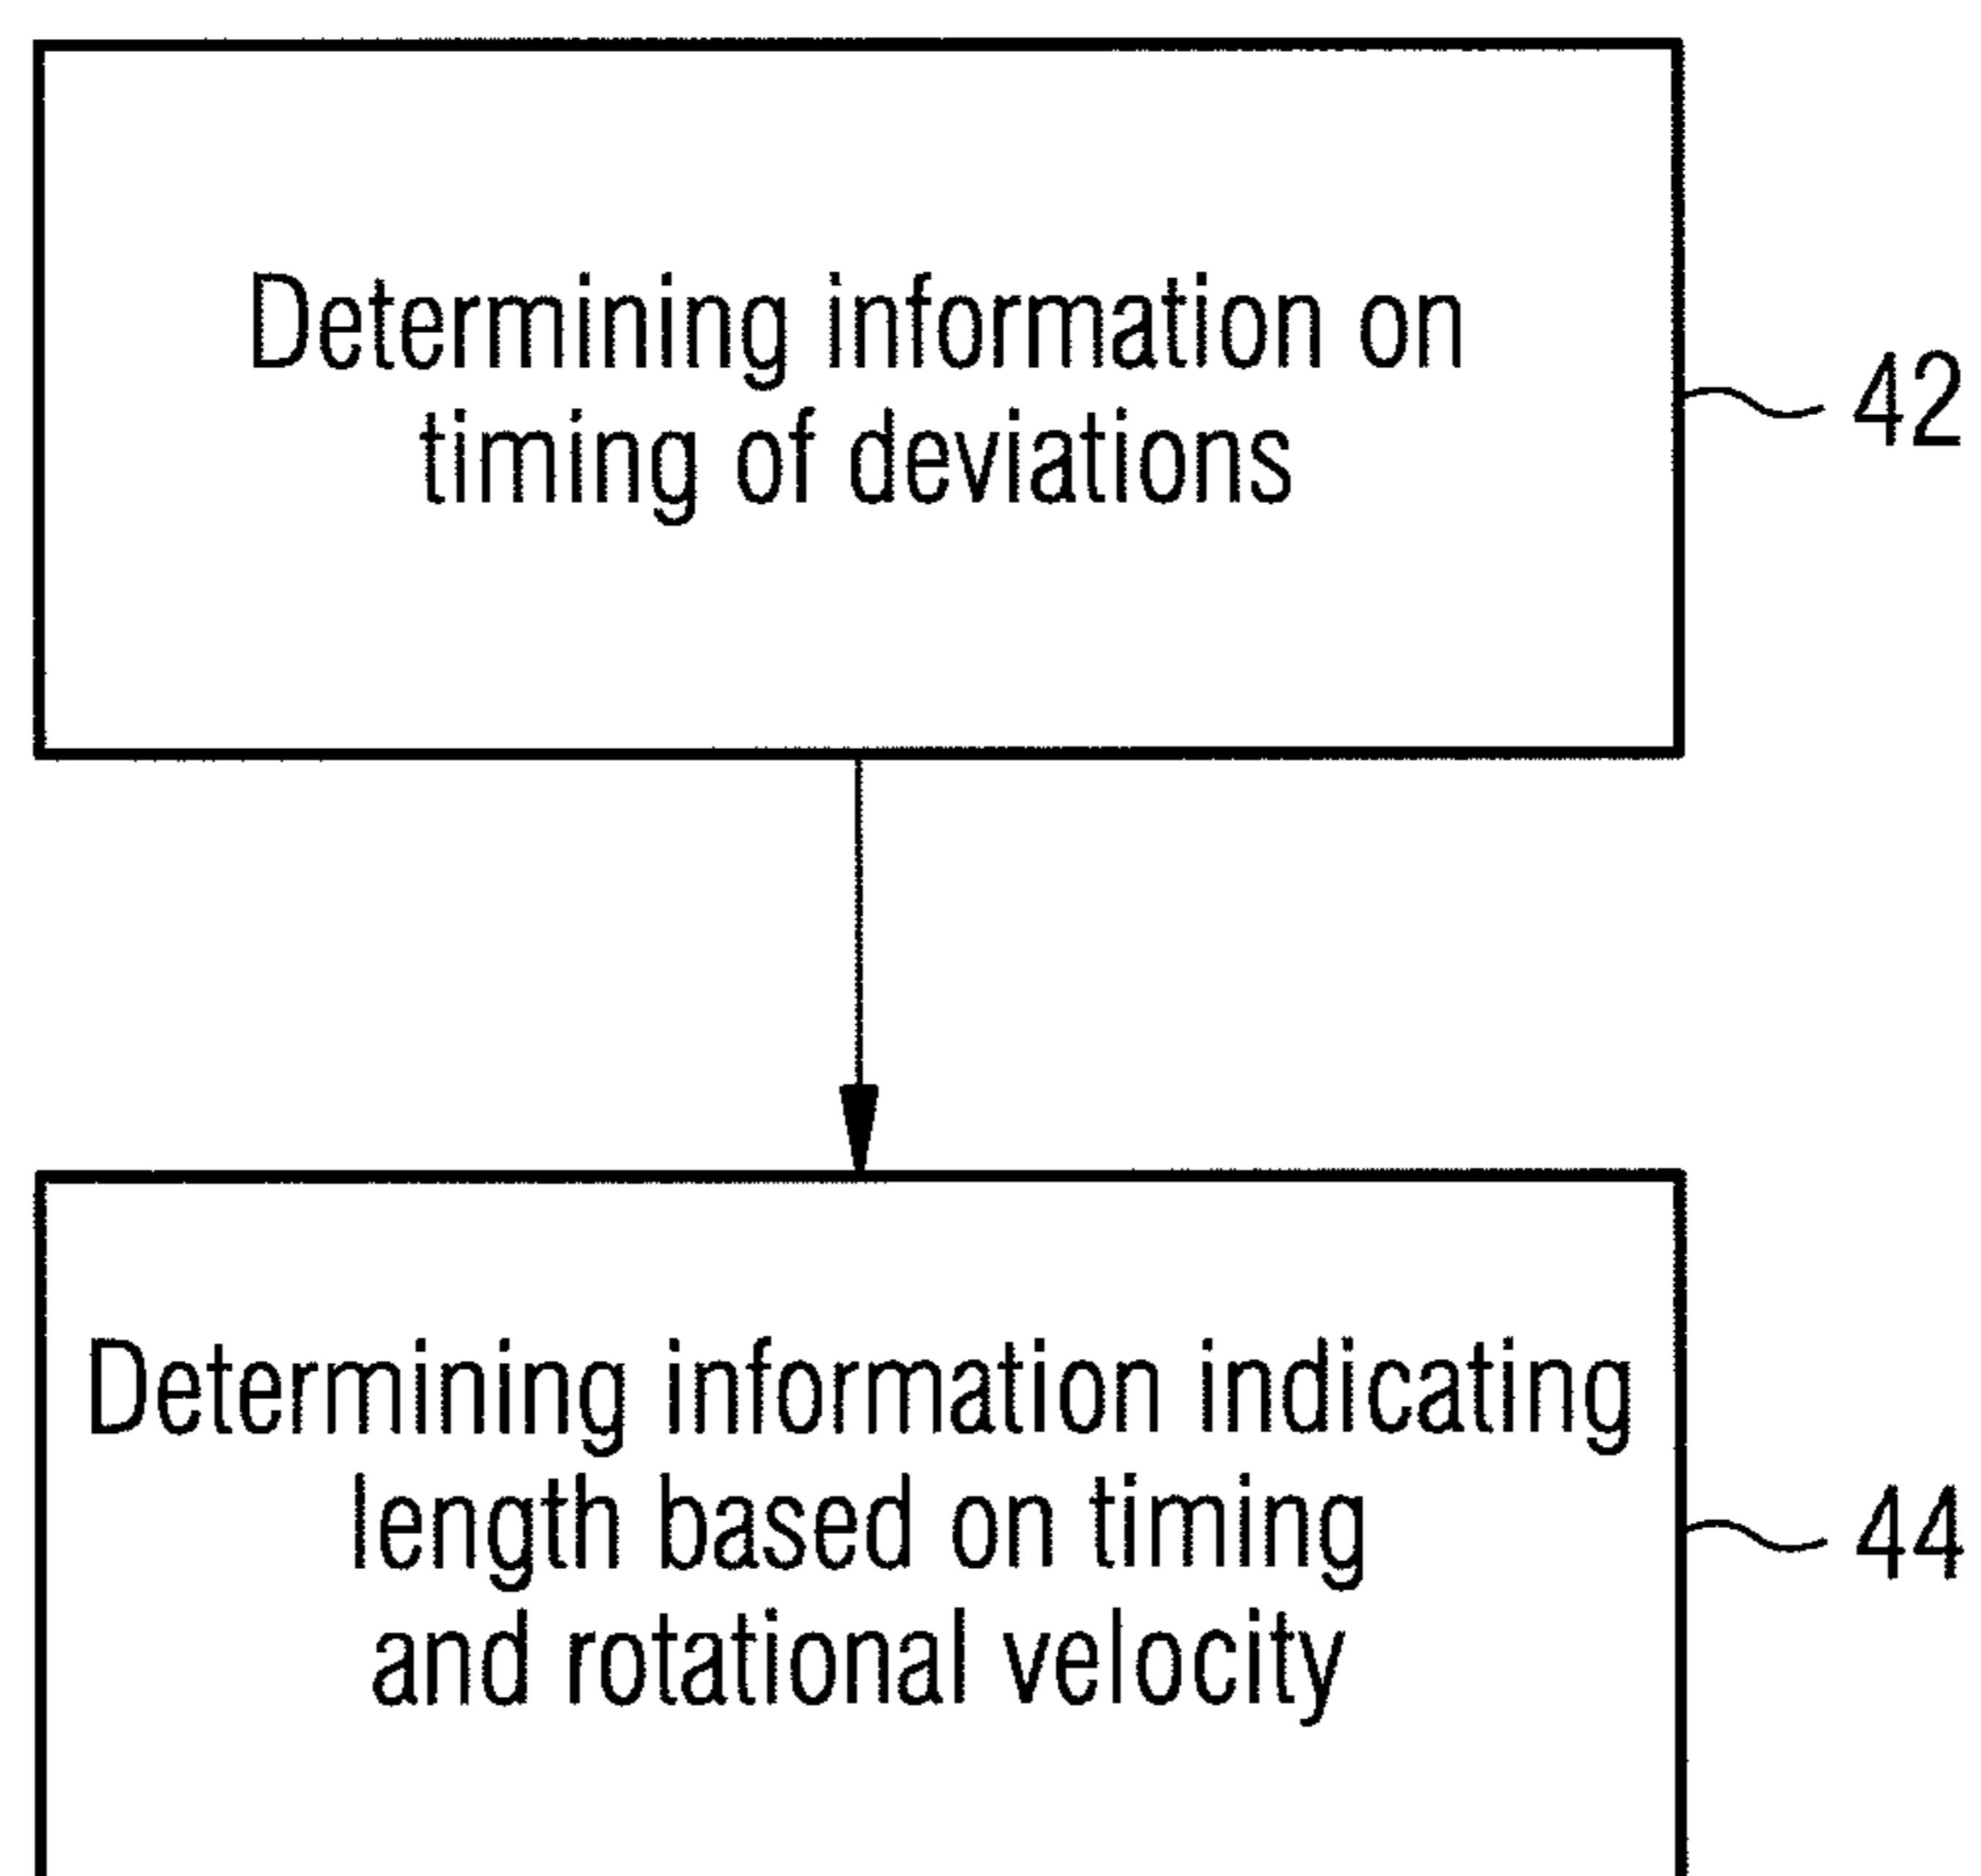 Determining information on
timing of deviations
42
Determining information indicating
length based on timing
and rotational velocity
44